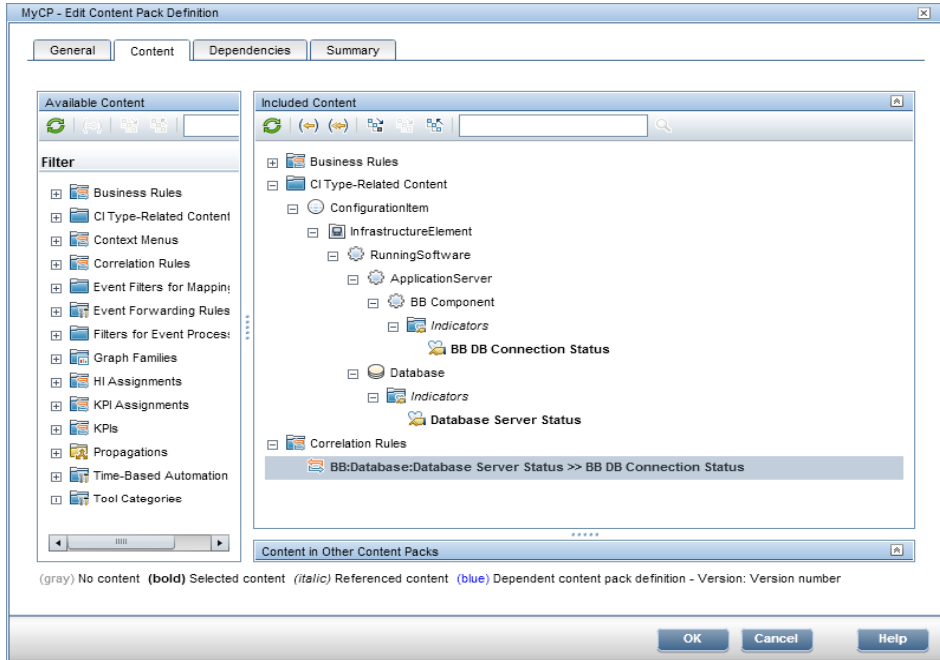 MyCP - Edit Content Pack Definition
General
Content
Dependencies
Summary
Available Content
Filter
Business Rules
CI Type-Related Content
Context Menus
Correlation Rules
Event Filters for Mapping
Event Forwarding Rules
Filters for Event Process
Graph Families
HI Assignments
KPI Assignments
KPIs
Propagations
Time-Based Automation
Tool Categories
Included Content
Business Rules
CI Type-Related Content
ConfigurationItem
InfrastructureElement
RunningSoftware
ApplicationServer
BB Component
Indicators
BB DB Connection Status
Database
Indicators
Database Server Status
Correlation Rules
BB:Database:Database Server Status >> BB DB Connection Status
Content in Other Content Packs
(gray) No content (bold) Selected content (italic) Referenced content (blue) Dependent content pack definition - Version: Version number
OK
Cancel
Help